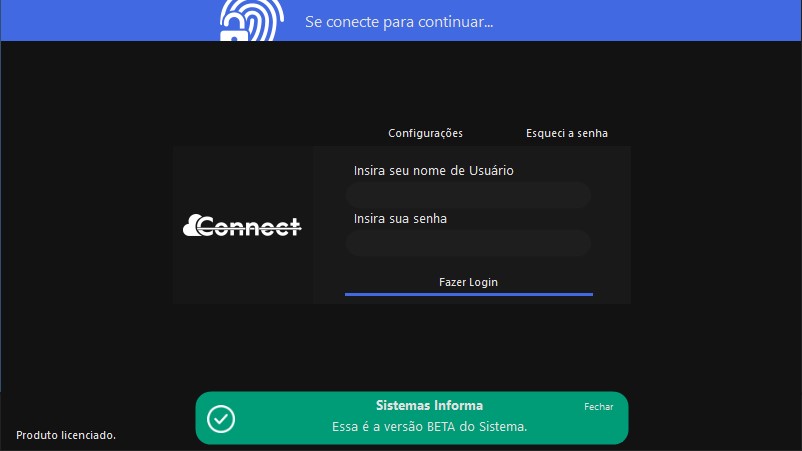 Se conecte para continuar...
Configurações
Esqueci a senha
Insira seu nome de Usuário
Connect
Insira sua senha
Fazer Login
Sistemas Informa
Fechar
Essa é a versão BETA do Sistema.
Produto licenciado.